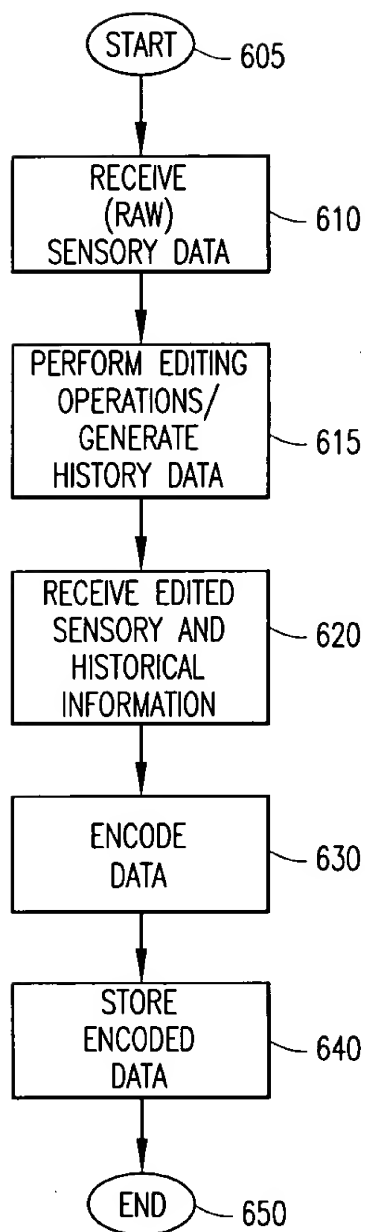 START
605
RECEIVE
(RAW)
SENSORY DATA
610
PERFORM EDITING
OPERATIONS/
GENERATE
HISTORY DATA
615
RECEIVE EDITED
SENSORY AND
HISTORICAL
INFORMATION
620
ENCODE
DATA
630
STORE
ENCODED
DATA
640
END
650